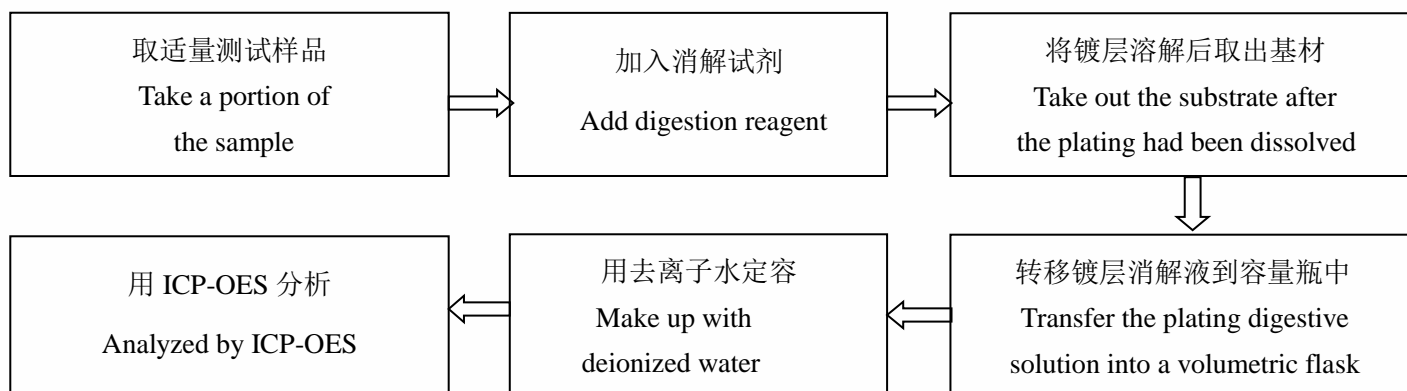 取适量测试样品
Take a portion of
the sample
加入消解试剂
Add digestion reagent
将镀层溶解后取出基材
Take out the substrate after
the plating had been dissolved
转移镀层消解液到容量瓶中
Transfer the plating digestive
solution into a volumetric flask
用去离子水定容
Make up with
deionized water
用 ICP-OES 分析
Analyzed by ICP-OES